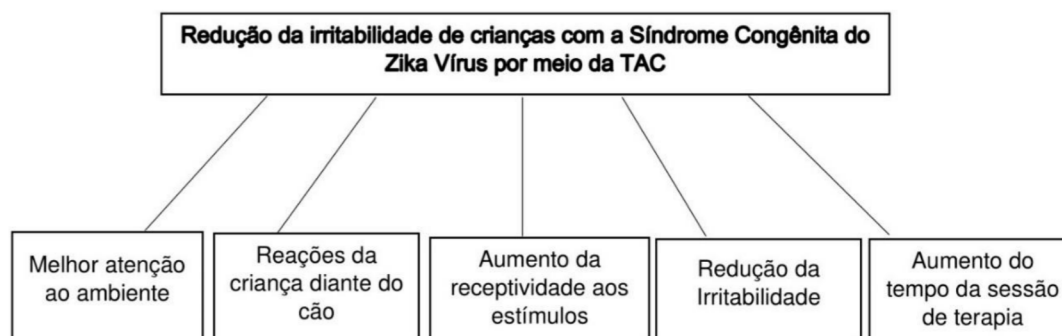 Redução da irritabilidade de crianças com a Síndrome Congênita do
Zika Vírus por meio da TAC
Melhor atenção
ao ambiente
Reações da
criança diante do
cão
Aumento da
receptividade aos
estímulos
Redução da
Irritabilidade
Aumento do
tempo da sessão
de terapia